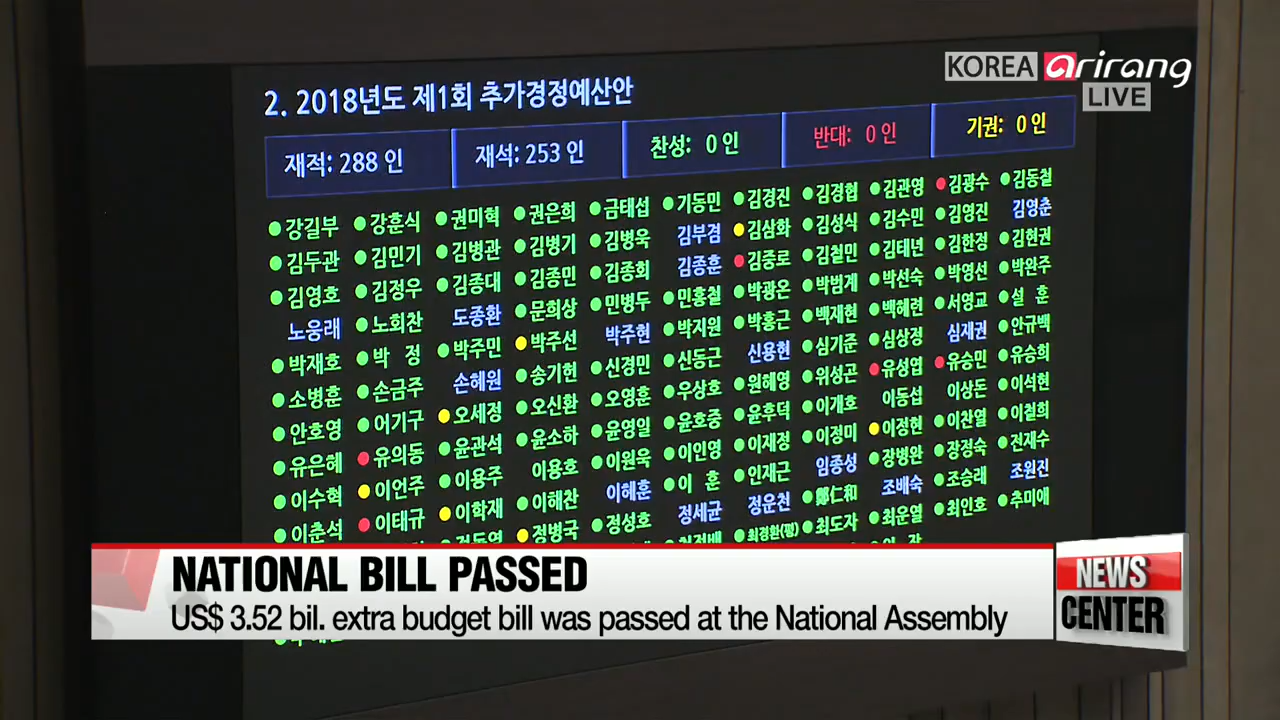 KOREA arirang
LIVE
2. 2018년도 제1회 추가경정예산안
재적: 288 인 재석: 253 인 찬성: 0 인 반대: 0 인 기권: 0 인
강길부 강훈식 권미혁 권은희 금태섭 기동민 김경진 김경협 김관영 김광수 김동철
김두관 김민기 김병관 김병기 김병욱 김부겸 김삼화 김성식 김수민 김영진 김영춘
김영호 김정우 김종대 김종민 김종회 김종훈 김중로 김철민 김태년 김한정 김현권
노웅래 노회찬 도종환 문희상 민병두 민홍철 박광온 박범계 박선숙 박영선 박완주
박재호 박 정 박주민 박주선 박주현 박지원 박홍근 백재현 백혜련 서영교 설 훈
소병훈 손금주 손혜원 송기헌 신경민 신동근 신용현 심기준 심상정 심재권 안규백
안호영 어기구 오세정 오신환 오영훈 우상호 원혜영 위성곤 유성엽 유승민 유승희
유은혜 유의동 윤관석 윤소하 윤영일 윤호중 윤후덕 이개호 이동섭 이상돈 이석현
이수혁 이언주 이용주 이용호 이원욱 이인영 이재정 이정미 이정현 이찬열 이철희
이춘석 이태규 이학재 이해찬 이혜훈 이 훈 인재근 임종성 장병완 장정숙 전재수
정병국 정성호 정세균 정운천 鄭仁和 조배숙 조승래 조원진
최경환(평) 최도자 최운열 최인호 추미애
NATIONAL BILL PASSED
US$ 3.52 bil. extra budget bill was passed at the National Assembly
NEWS
CENTER